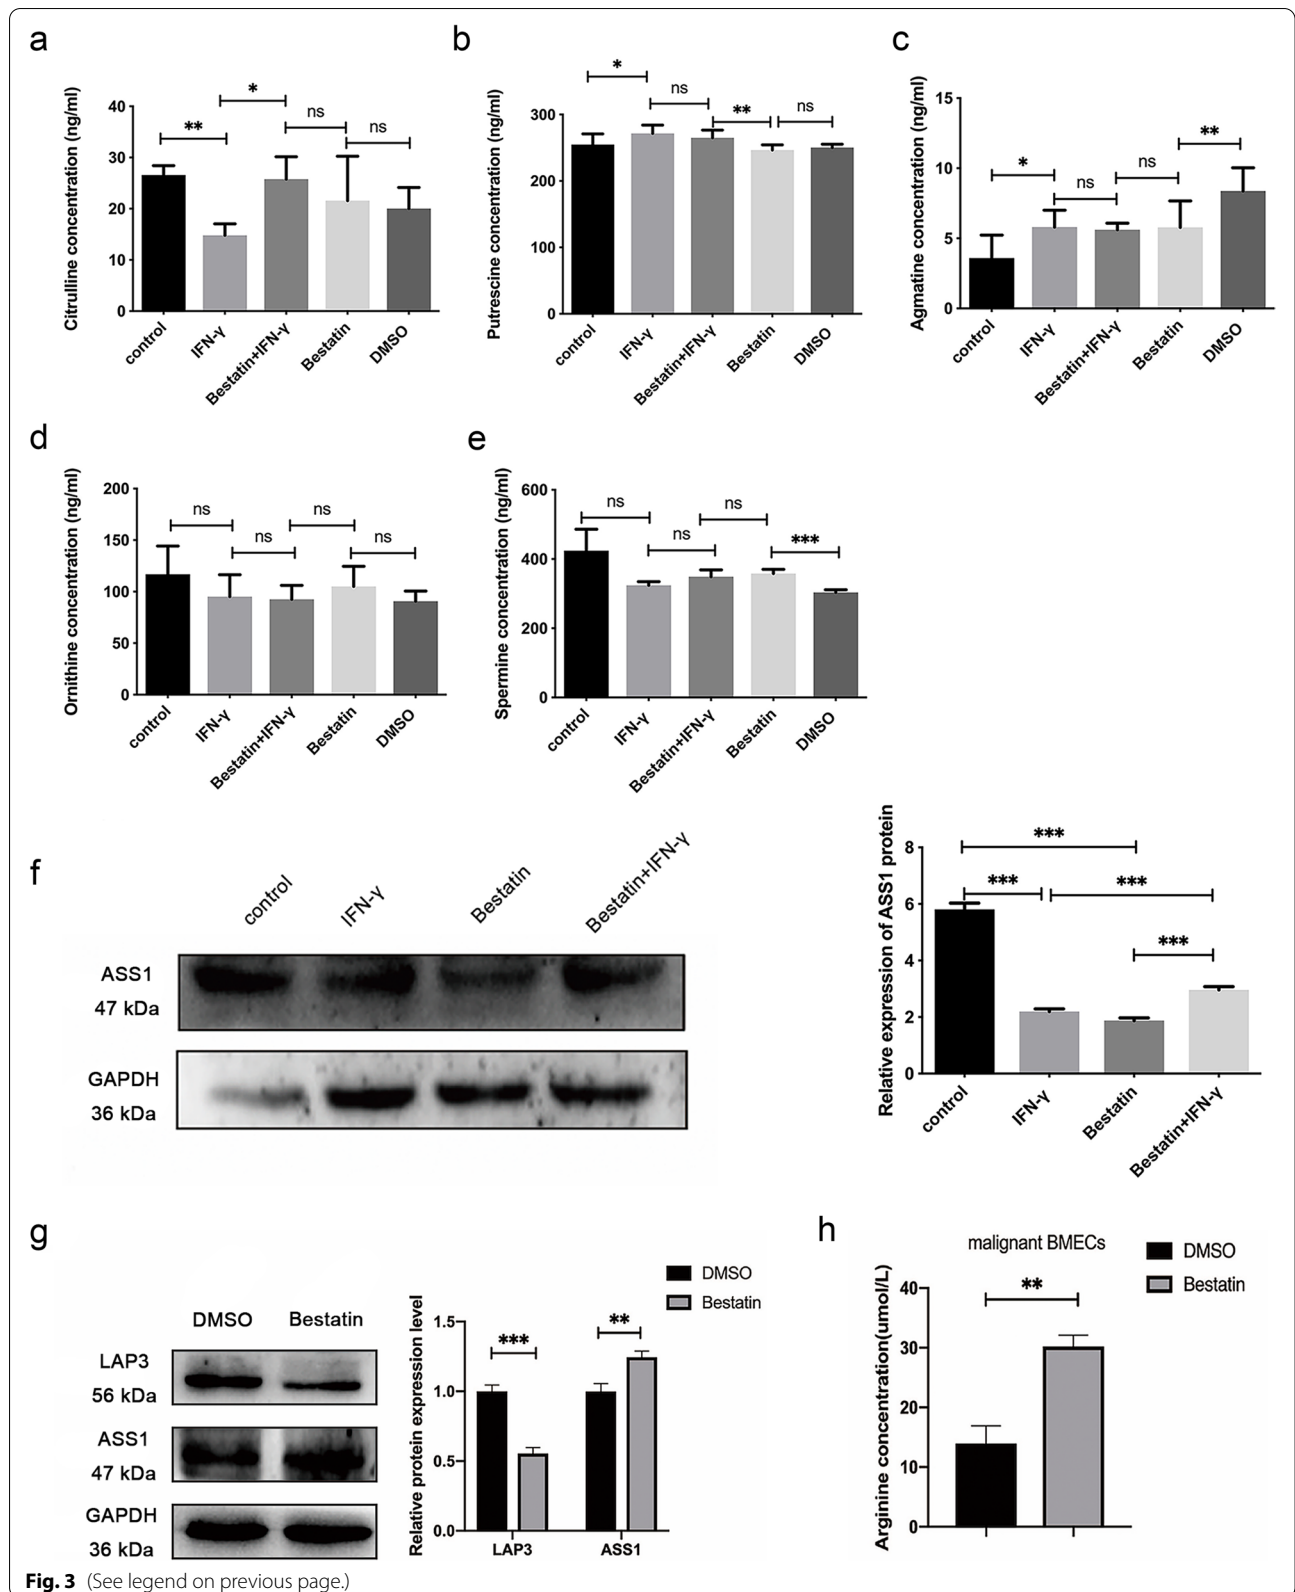 a
Citrulline concentration (ng/ml)
40
30
20
10
0
**
*
ns
ns
control
IFN-γ
Bestatin+IFN-γ
Bestatin
DMSO
b
Putrescine concentration (ng/ml)
300
200
100
0
*
ns
**
ns
control
IFN-γ
Bestatin+IFN-γ
Bestatin
DMSO
c
Agmatine concentration (ng/ml)
15
10
5
0
*
ns
ns
**
control
IFN-γ
Bestatin+IFN-γ
Bestatin
DMSO
d
Ornithine concentration (ng/ml)
200
150
100
50
0
ns
ns
ns
ns
control
IFN-γ
Bestatin+IFN-γ
Bestatin
DMSO
e
Spermine concentration (ng/ml)
600
400
200
0
ns
ns
ns
***
control
IFN-γ
Bestatin+IFN-γ
Bestatin
DMSO
f
control
IFN-γ
Bestatin
Bestatin+IFN-γ
ASS1
47 kDa
GAPDH
36 kDa
Relative expression of ASS1 protein
8
6
4
2
0
***
***
***
***
control
IFN-γ
Bestatin
Bestatin+IFN-γ
g
DMSO
Bestatin
LAP3
56 kDa
ASS1
47 kDa
GAPDH
36 kDa
DMSO
Bestatin
Relative protein expression level
1.5
1.0
0.5
0.0
***
**
LAP3
ASS1
h
malignant BMECs
DMSO
Bestatin
Arginine concentration(umol/L)
40
30
20
10
0
**
Fig. 3 (See legend on previous page.)